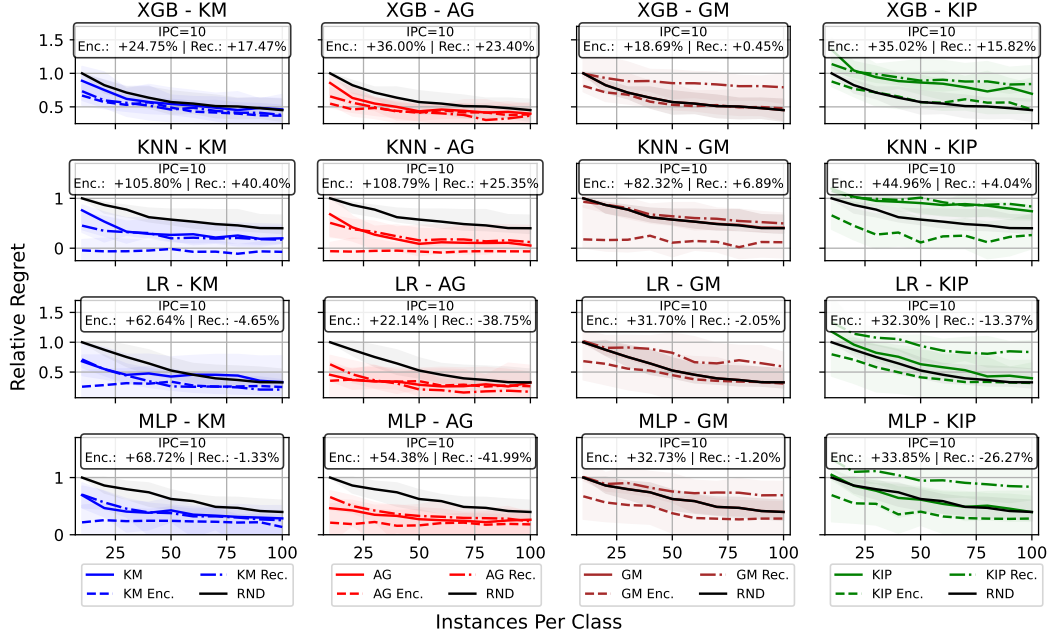 XGB - KM
XGB - AG
XGB - GM
XGB - KIP
IPC=10
Enc.: +24.75% | Rec.: +17.47%
IPC=10
Enc.: +36.00% | Rec.: +23.40%
IPC=10
Enc.: +18.69% | Rec.: +0.45%
IPC=10
Enc.: +35.02% | Rec.: +15.82%
1.5
1.0
0.5
KNN - KM
KNN - AG
KNN - GM
KNN - KIP
IPC=10
Enc.: +105.80% | Rec.: +40.40%
IPC=10
Enc.: +108.79% | Rec.: +25.35%
IPC=10
Enc.: +82.32% | Rec.: +6.89%
IPC=10
Enc.: +44.96% | Rec.: +4.04%
1
0
Relative Regret
LR - KM
LR - AG
LR - GM
LR - KIP
IPC=10
Enc.: +62.64% | Rec.: -4.65%
IPC=10
Enc.: +22.14% | Rec.: -38.75%
IPC=10
Enc.: +31.70% | Rec.: -2.05%
IPC=10
Enc.: +32.30% | Rec.: -13.37%
1.5
1.0
0.5
MLP - KM
MLP - AG
MLP - GM
MLP - KIP
IPC=10
Enc.: +68.72% | Rec.: -1.33%
IPC=10
Enc.: +54.38% | Rec.: -41.99%
IPC=10
Enc.: +32.73% | Rec.: -1.20%
IPC=10
Enc.: +33.85% | Rec.: -26.27%
1
0
25 50 75 100
25 50 75 100
25 50 75 100
25 50 75 100
KM KM Rec.
KM Enc. RND
AG AG Rec.
AG Enc. RND
GM GM Rec.
GM Enc. RND
KIP KIP Rec.
KIP Enc. RND
Instances Per Class